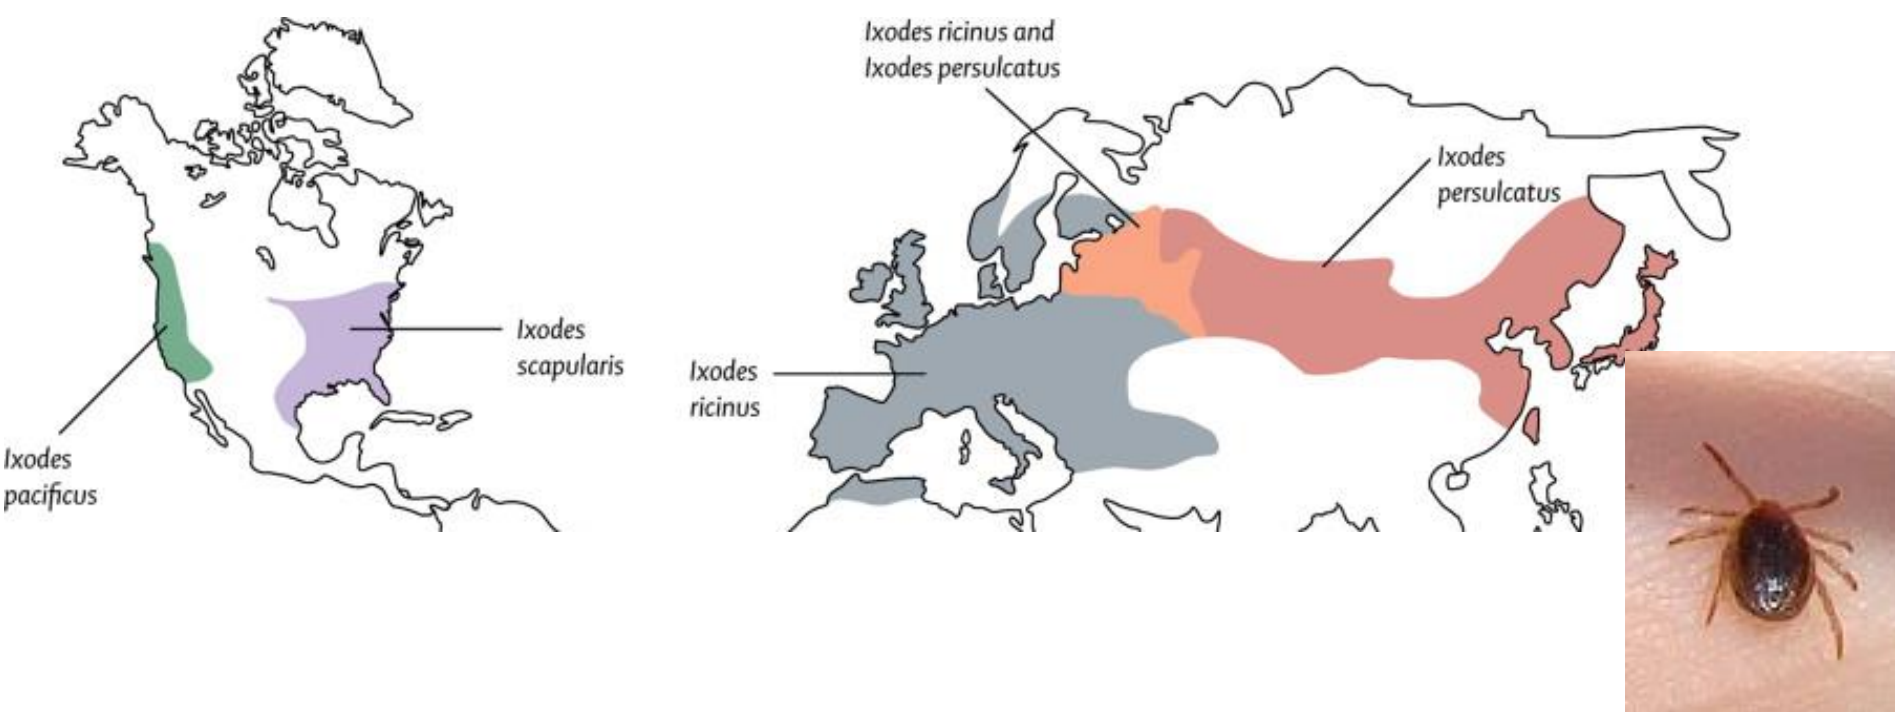 Ixodes ricinus and
Ixodes persulcatus
Ixodes
persulcatus
Ixodes
scapularis
Ixodes
ricinus
Ixodes
pacificus